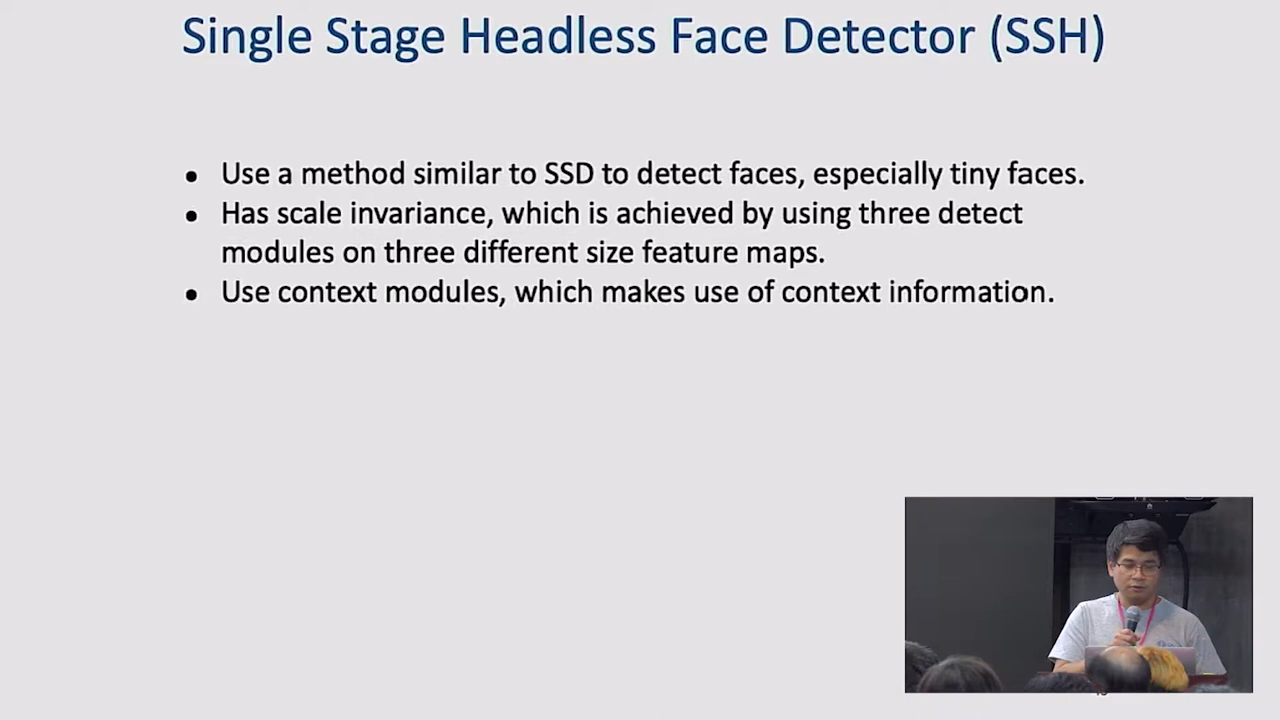 Single Stage Headless Face Detector (SSH)
• Use a method similar to SSD to detect faces, especially tiny faces.
• Has scale invariance, which is achieved by using three detect
modules on three different size feature maps.
• Use context modules, which makes use of context information.